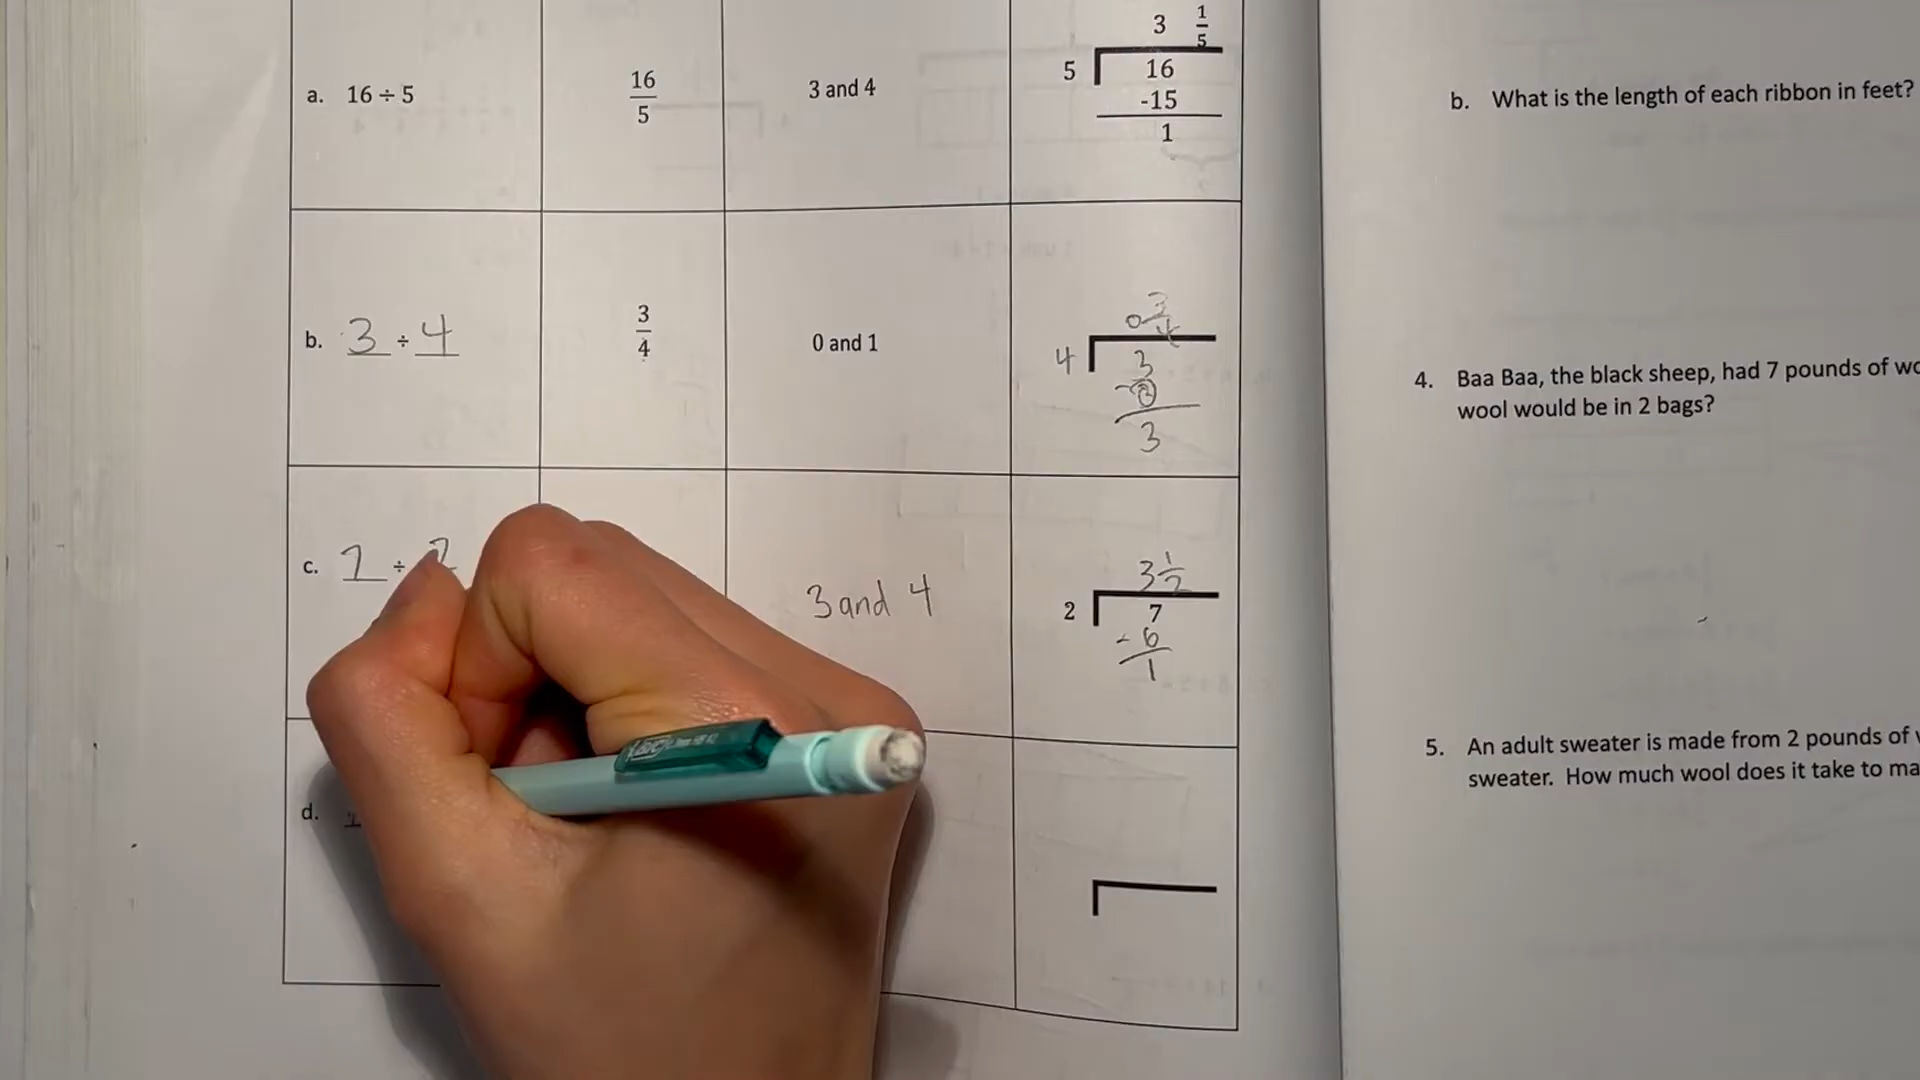 3 1/5
a. 16 ÷ 5
16/5
3 and 4
5
16
-15
1
b. 3 ÷ 4
3/4
0 and 1
0 3/4
4
3
3
c. 7 ÷ 2
3 and 4
3 1/2
2
7
- 6
1
d.
b. What is the length of each ribbon in feet?
4. Baa Baa, the black sheep, had 7 pounds of
wool would be in 2 bags?
5. An adult sweater is made from 2 pounds of
sweater. How much wool does it take to